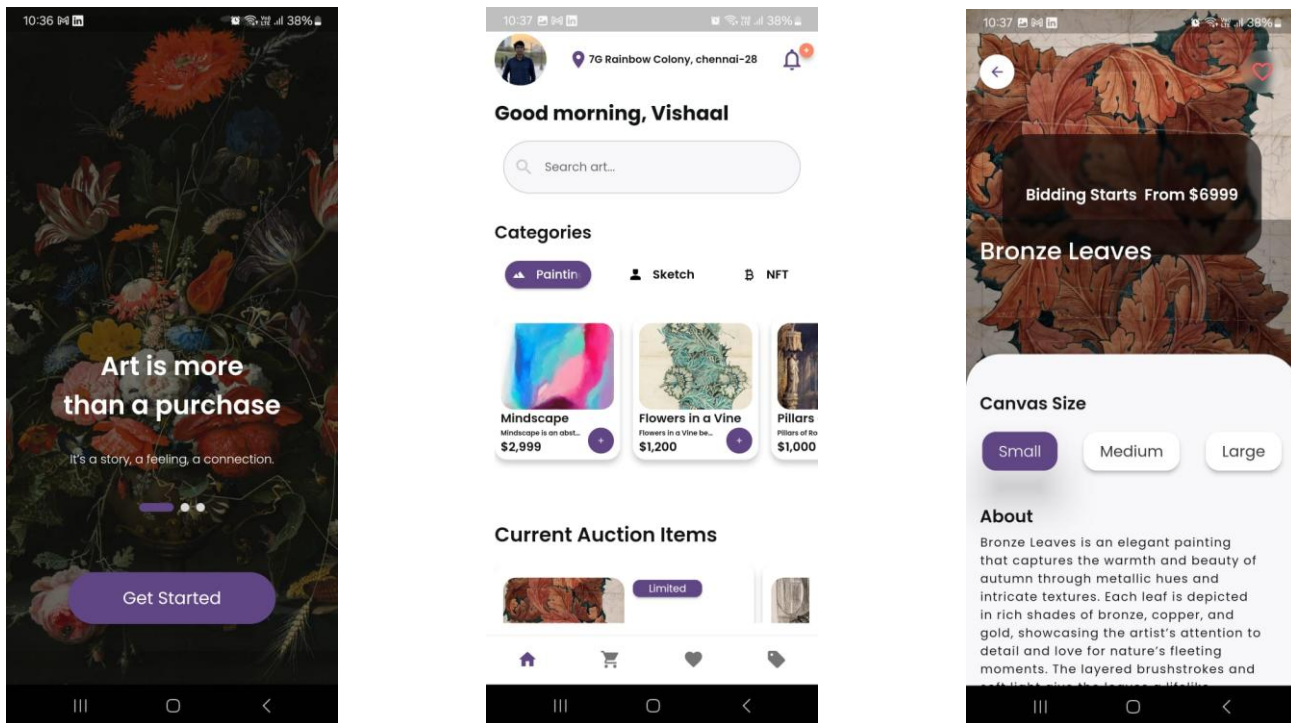 10:36
38%
Art is more
than a purchase
It's a story, a feeling, a connection.
Get Started
10:37
38%
7G Rainbow Colony, chennai-28
Good morning, Vishaal
Search art...
Categories
Paintin
Sketch
NFT
Mindscape
Mindscape is an abst...
$2,999
Flowers in a Vine
Flowers in a Vine be...
$1,200
Pillars
Pillars of Ro
$1,000
Current Auction Items
Limited
10:37
38%
Bidding Starts From $6999
Bronze Leaves
Canvas Size
Small
Medium
Large
About
Bronze Leaves is an elegant painting
that captures the warmth and beauty of
autumn through metallic hues and
intricate textures. Each leaf is depicted
in rich shades of bronze, copper, and
gold, showcasing the artist's attention to
detail and love for nature's fleeting
moments. The layered brushstrokes and